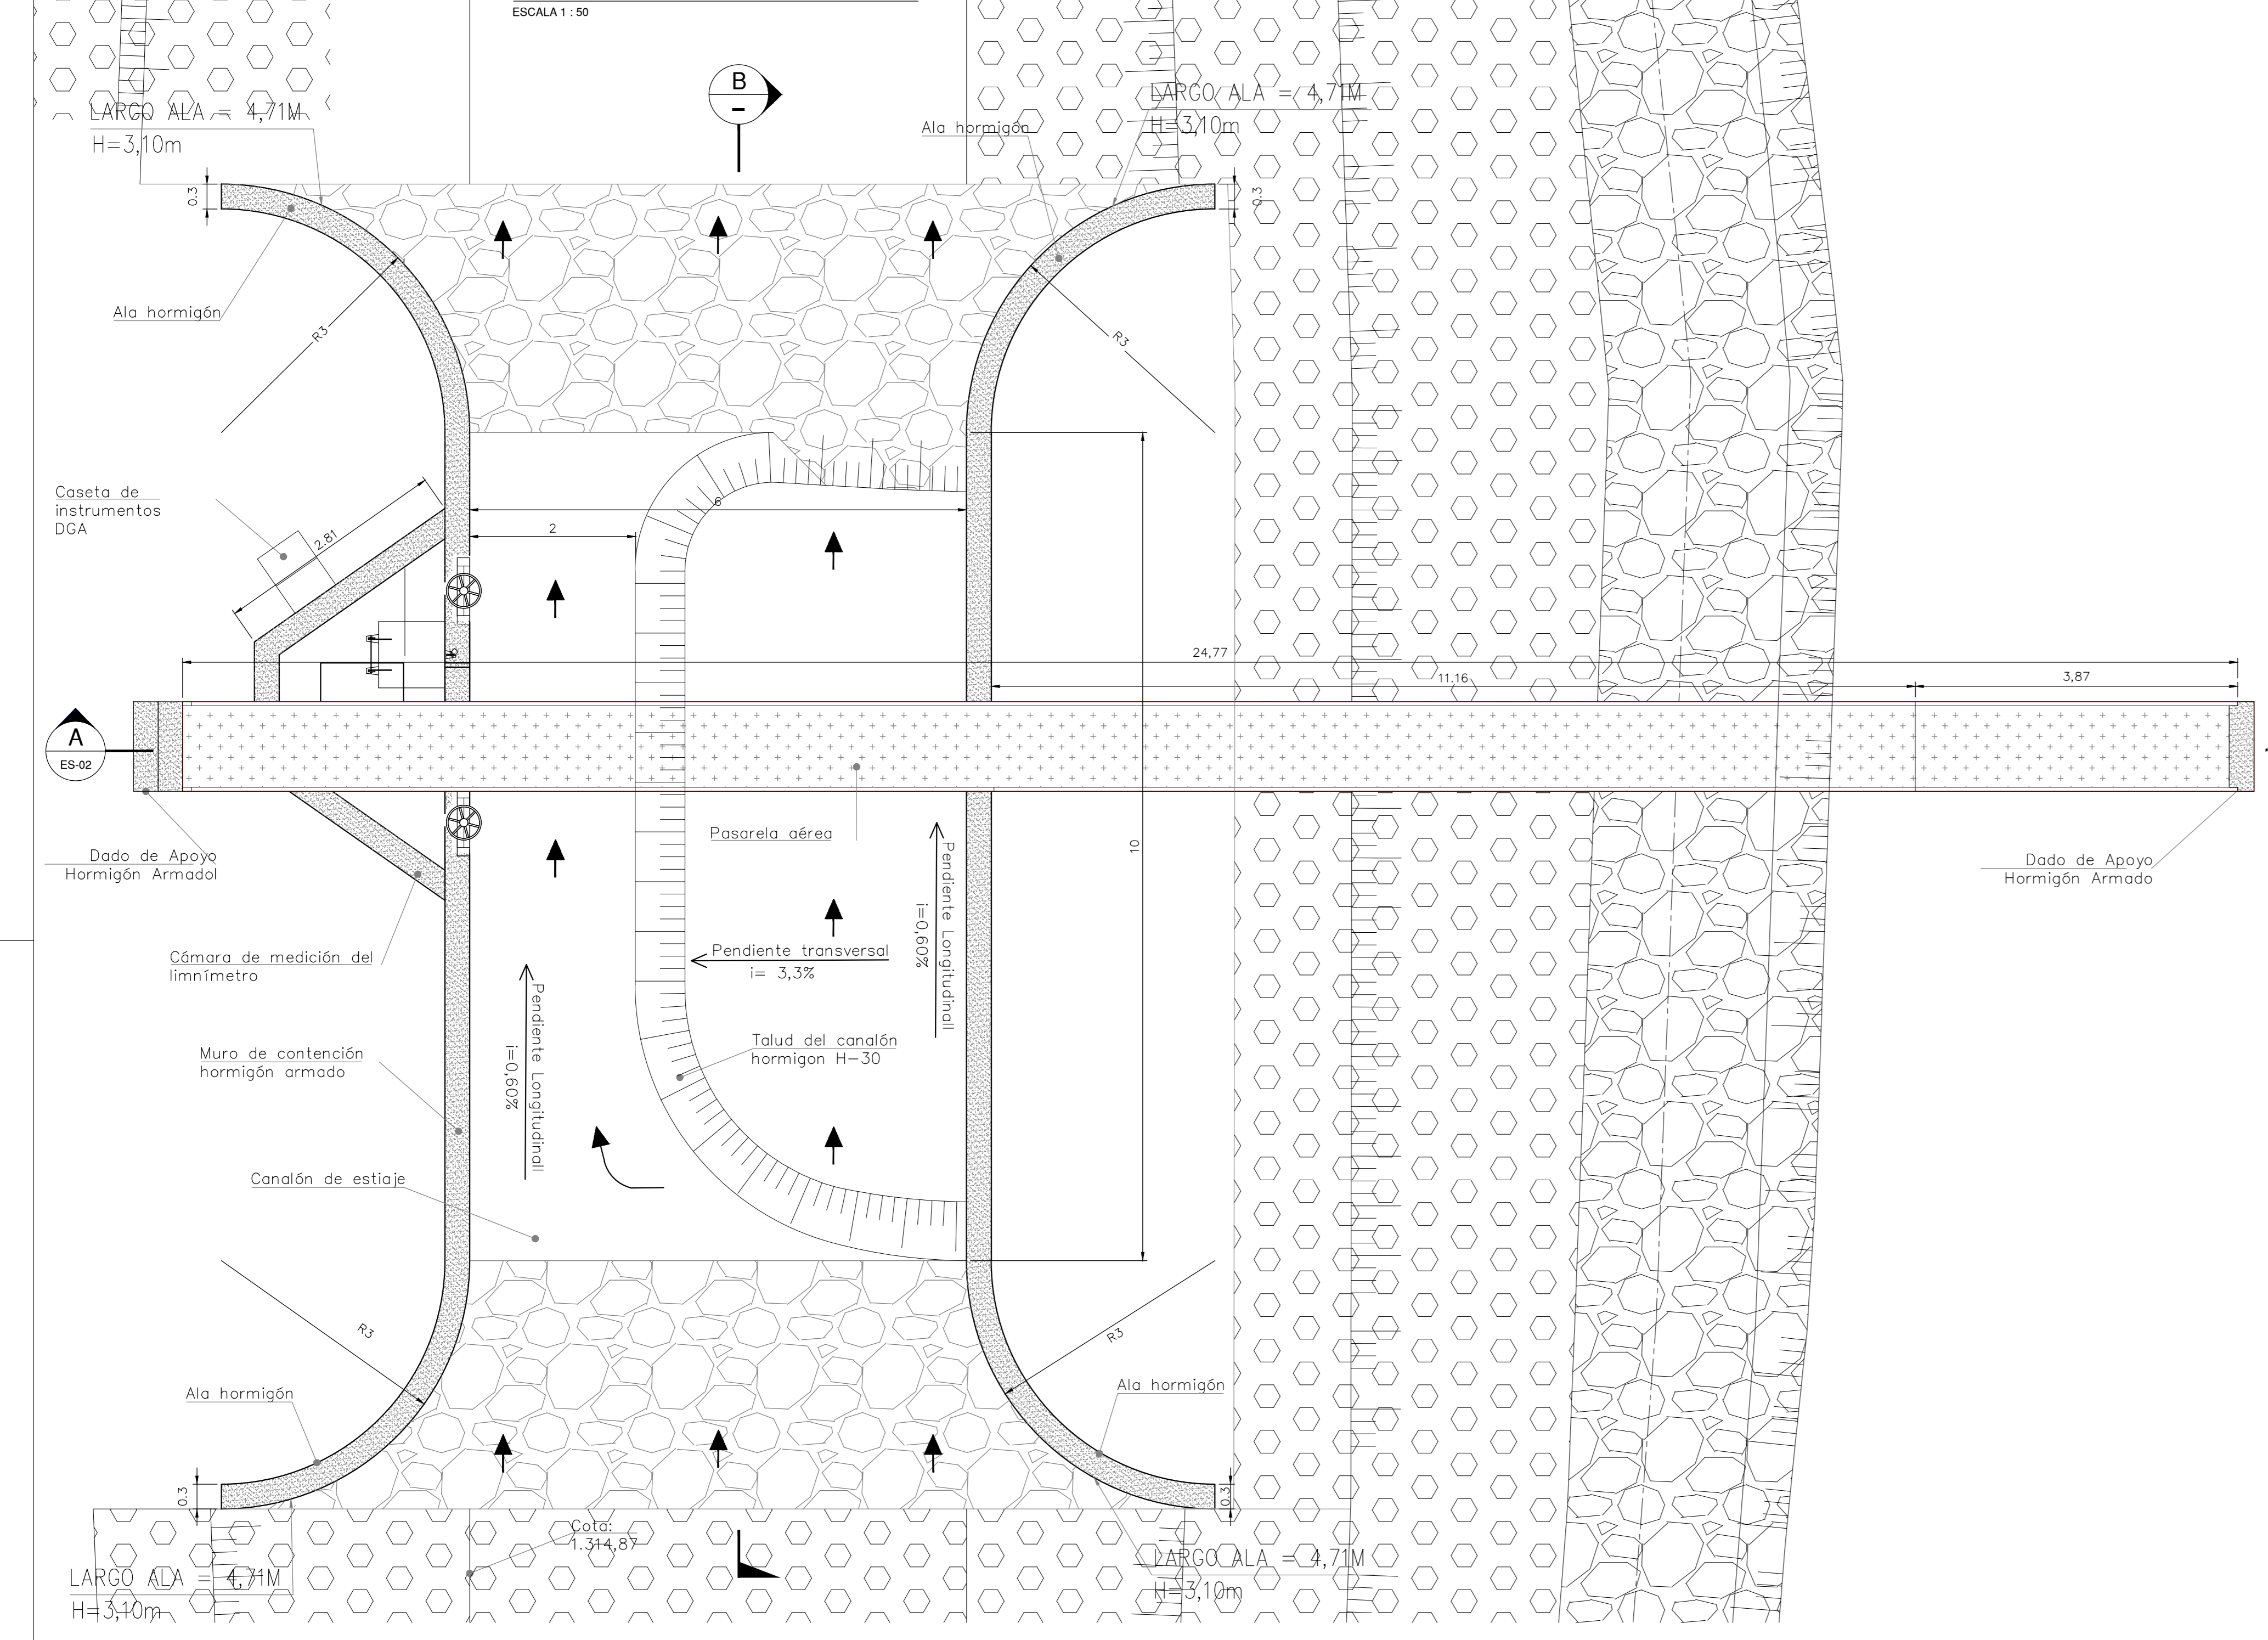 ESCALA 1 : 50
B
-
LARGO ALA = 4,71M
H=3,10m
LARGO ALA = 4,71M
H=3,10m
Ala hormigón
0.3
0.3
Ala hormigón
R3
R3
Caseta de
instrumentos
DGA
2.81
6
2
24,77
11.16
3,87
A
ES-02
Pasarela aérea
10
Dado de Apoyo
Hormigón Armadol
Dado de Apoyo
Hormigón Armado
Pendiente Longitudinall
i=0,60%
Pendiente transversal
i= 3,3%
Cámara de medición del
limnímetro
Pendiente Longitudinall
i=0,60%
Talud del canalón
hormigon H-30
Muro de contención
hormigón armado
Canalón de estiaje
R3
R3
Ala hormigón
Ala hormigón
0.3
0.3
Cota:
1.314,87
LARGO ALA = 4,71M
H=3,10m
LARGO ALA = 4,71M
H=3,10m